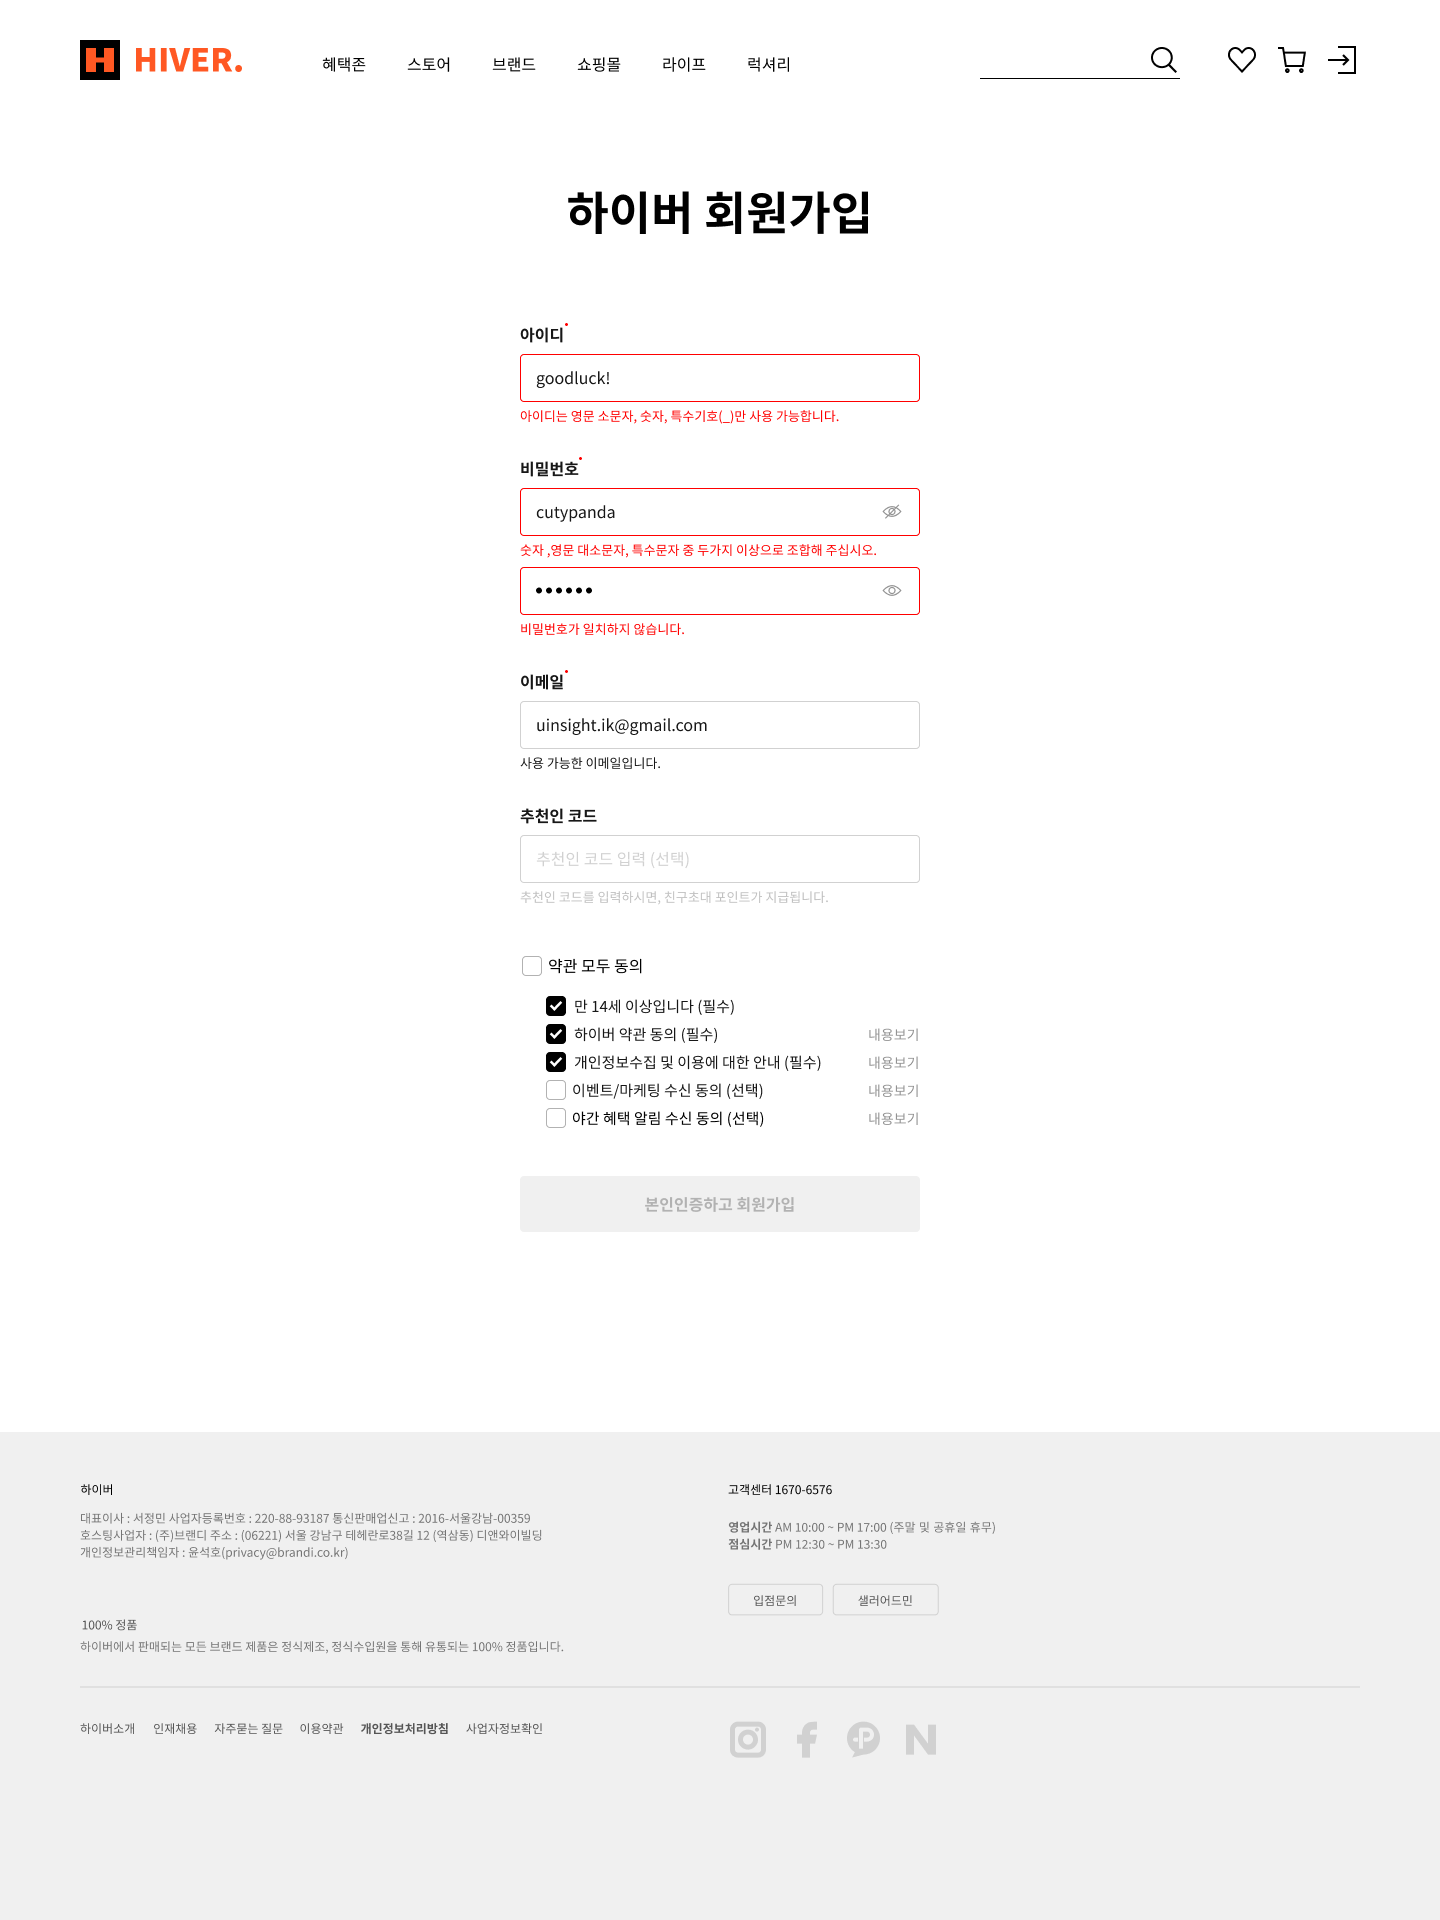 H HIVER.
혜택존 스토어 브랜드 쇼핑몰 라이프 럭셔리
하이버 회원가입
아이디
goodluck!
아이디는 영문 소문자, 숫자, 특수기호(_)만 사용 가능합니다.
비밀번호
cutypanda
숫자 ,영문 대소문자, 특수문자 중 두가지 이상으로 조합해 주십시오.
••••••
비밀번호가 일치하지 않습니다.
이메일
uinsight.ik@gmail.com
사용 가능한 이메일입니다.
추천인 코드
추천인 코드 입력 (선택)
추천인 코드를 입력하시면, 친구초대 포인트가 지급됩니다.
약관 모두 동의
만 14세 이상입니다 (필수)
하이버 약관 동의 (필수) 내용보기
개인정보수집 및 이용에 대한 안내 (필수) 내용보기
이벤트/마케팅 수신 동의 (선택) 내용보기
야간 혜택 알림 수신 동의 (선택) 내용보기
본인인증하고 회원가입
하이버
대표이사 : 서정민 사업자등록번호 : 220-88-93187 통신판매업신고 : 2016-서울강남-00359
호스팅사업자 : (주)브랜디 주소 : (06221) 서울 강남구 테헤란로38길 12 (역삼동) 디앤와이빌딩
개인정보관리책임자 : 윤석호(privacy@brandi.co.kr)
100% 정품
하이버에서 판매되는 모든 브랜드 제품은 정식제조, 정식수입원을 통해 유통되는 100% 정품입니다.
고객센터 1670-6576
영업시간 AM 10:00 ~ PM 17:00 (주말 및 공휴일 휴무)
점심시간 PM 12:30 ~ PM 13:30
입점문의 샐러어드민
하이버소개 인재채용 자주묻는 질문 이용약관 개인정보처리방침 사업자정보확인